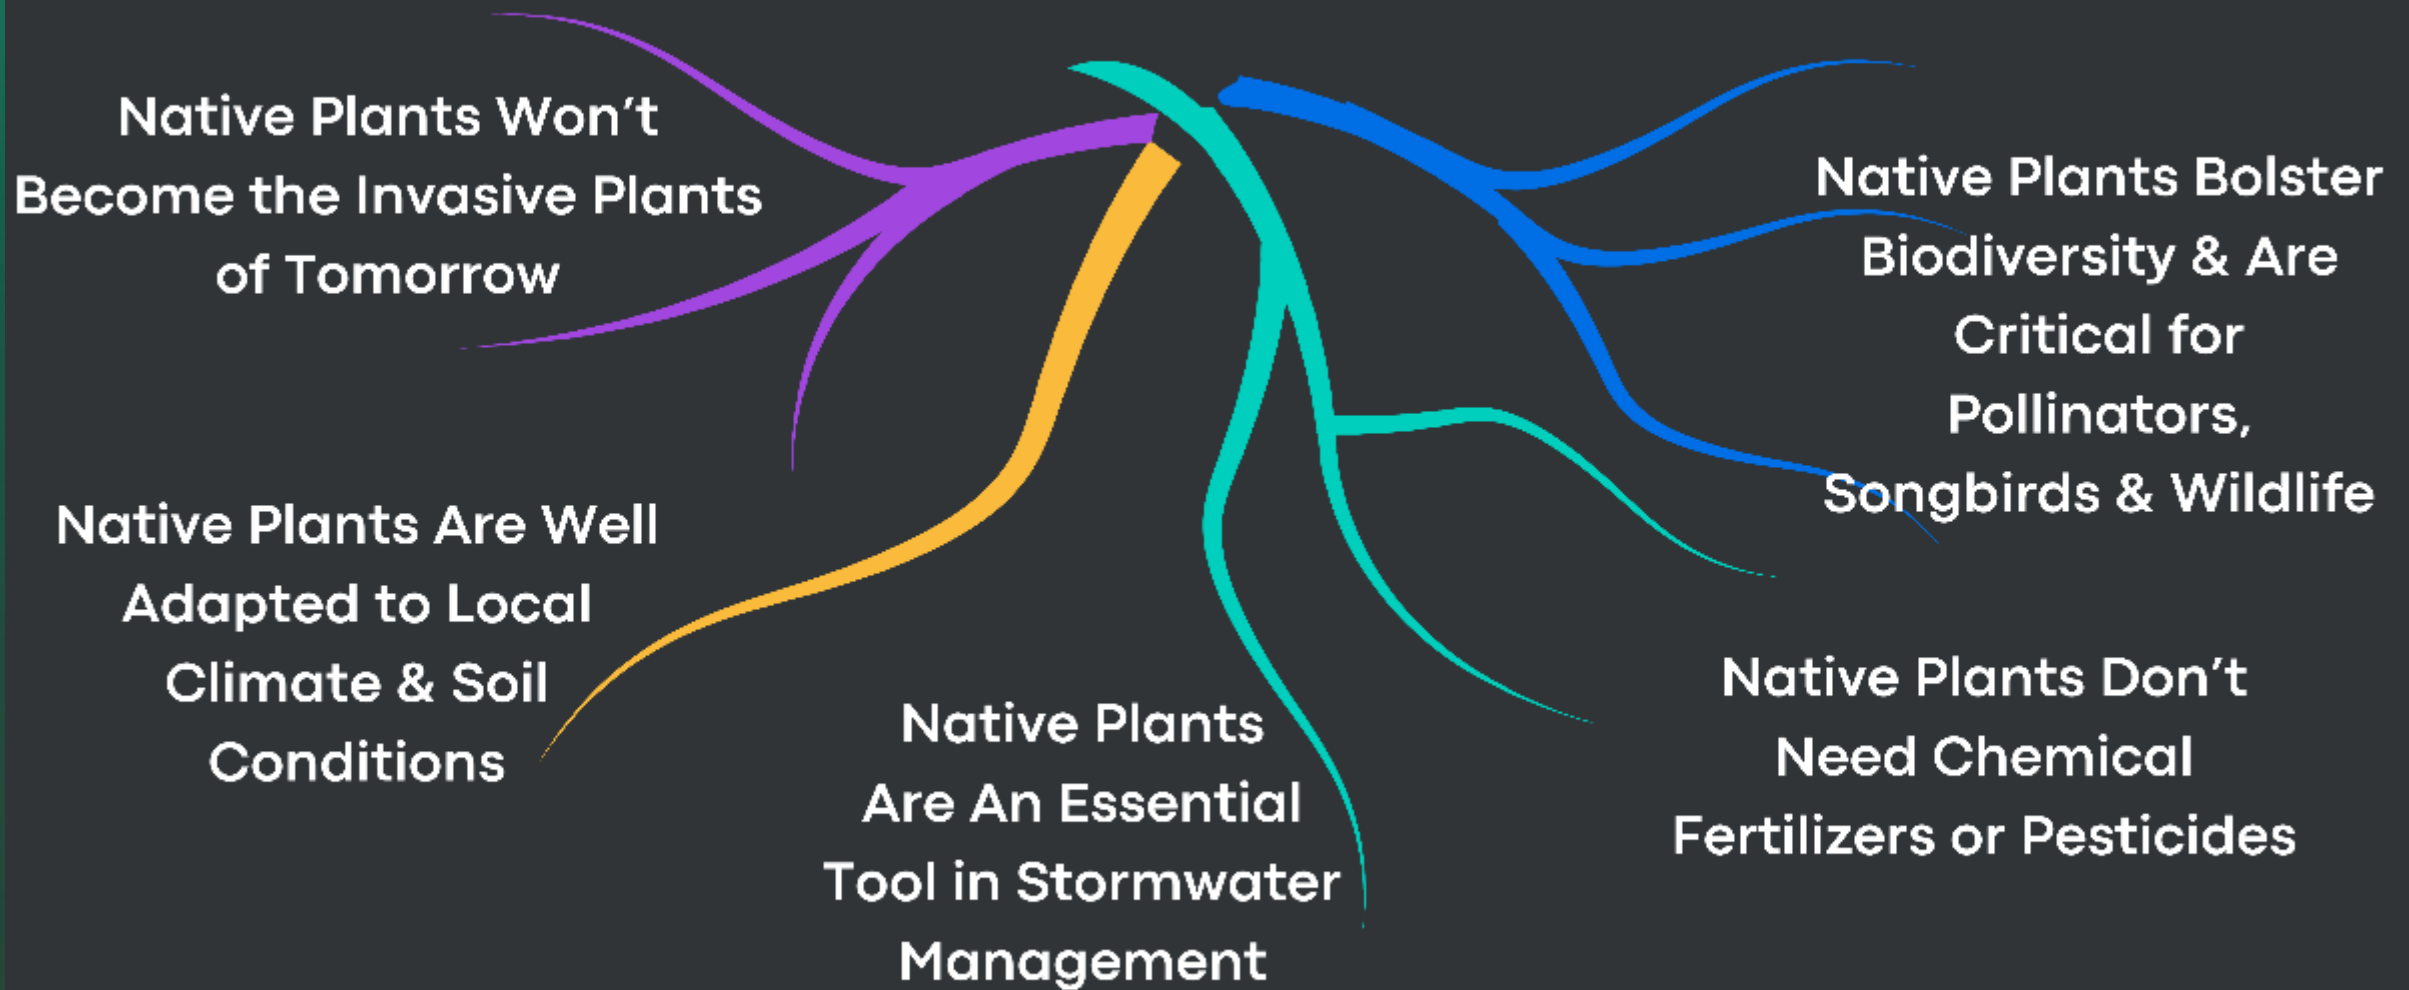 Native Plants Won't
Become the Invasive Plants
of Tomorrow
Native Plants Bolster
Biodiversity & Are
Critical for
Pollinators,
Songbirds & Wildlife
Native Plants Are Well
Adapted to Local
Climate & Soil
Conditions
Native Plants
Are An Essential
Tool in Stormwater
Management
Native Plants Don't
Need Chemical
Fertilizers or Pesticides